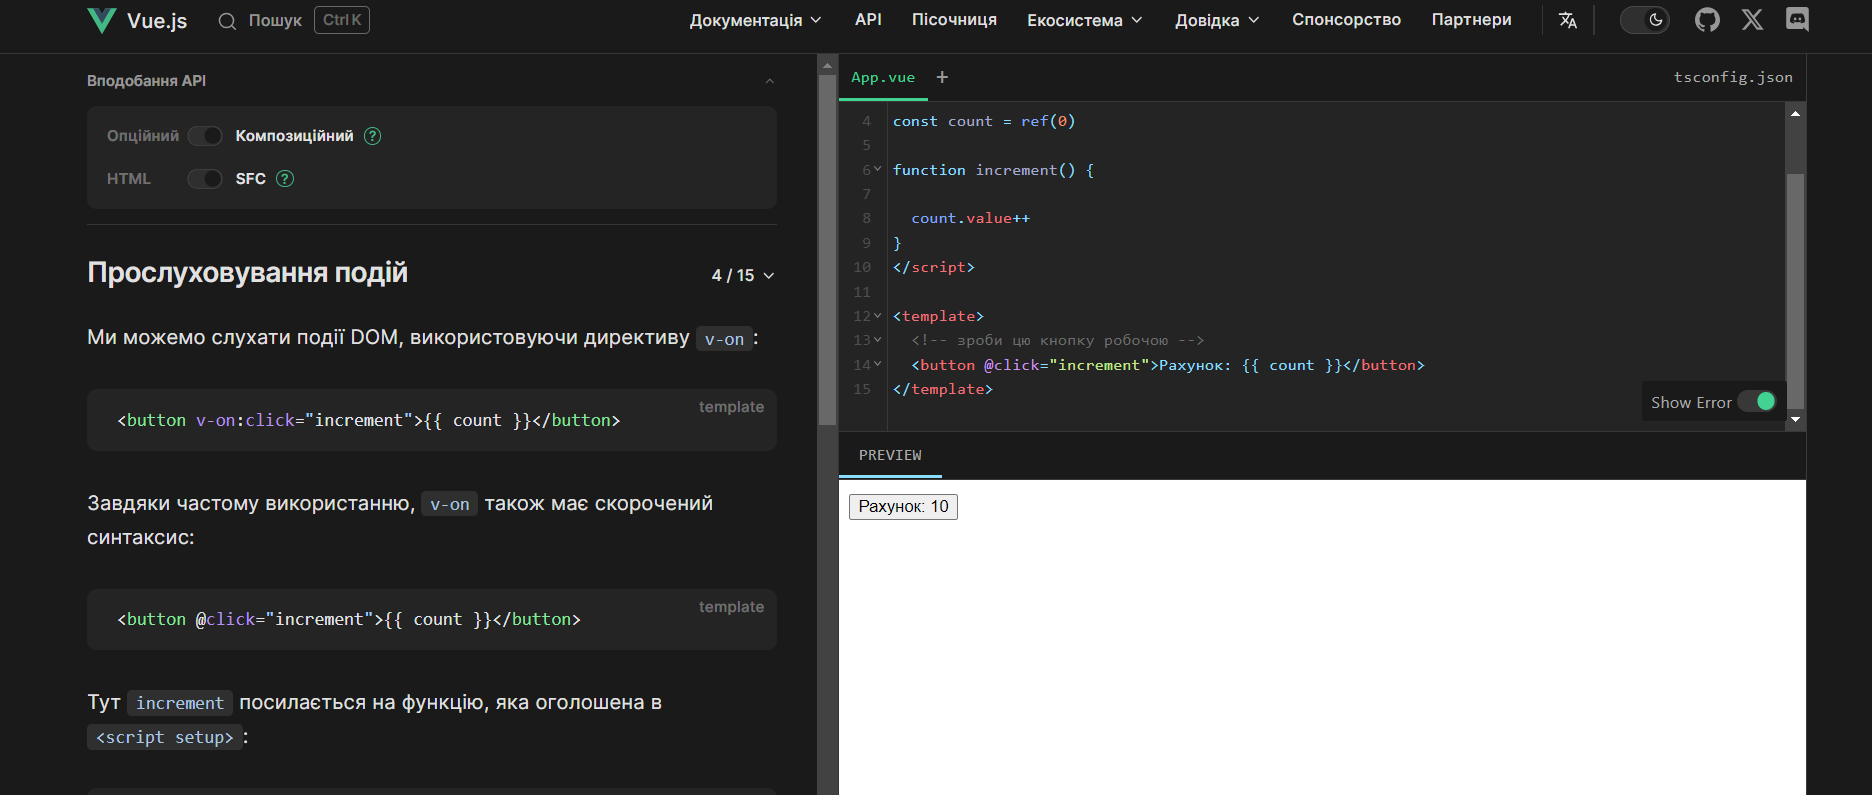 Vue.js
Пошук
Ctrl K
Документація
API
Пісочниця
Екосистема
Довідка
Спонсорство
Партнери
Вподобання API
Опційний
Композиційний
?
HTML
SFC
?
Прослуховування подій
4 / 15
Ми можемо слухати події DOM, використовуючи директиву v-on:
template
<button v-on:click="increment">{{ count }}</button>
Завдяки частому використанню, v-on також має скорочений
синтаксис:
template
<button @click="increment">{{ count }}</button>
Тут increment посилається на функцію, яка оголошена в
<script setup>:
App.vue
+
tsconfig.json
4 const count = ref(0)
5
6 function increment() {
7
8 count.value++
9 }
10 </script>
11
12 <template>
13 <!-- зроби цю кнопку робочою -->
14 <button @click="increment">Рахунок: {{ count }}</button>
15 </template>
Show Error
PREVIEW
Рахунок: 10